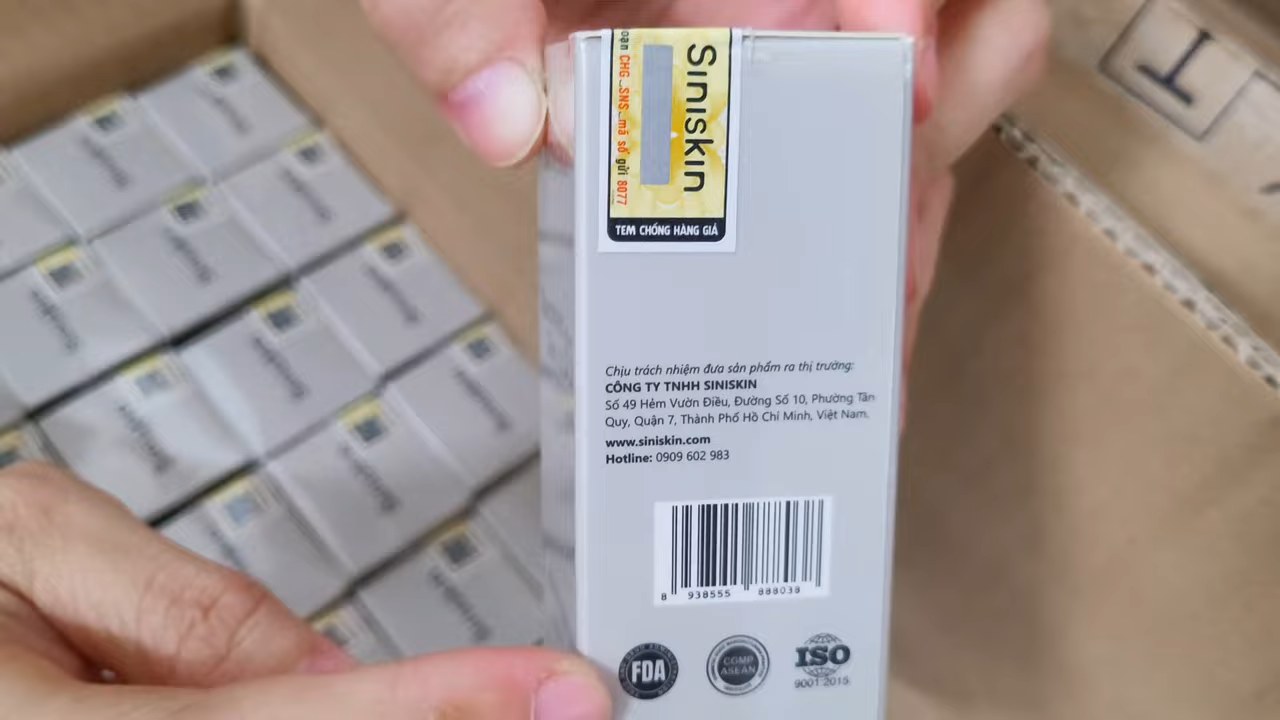 Siniskin
oạn CHG_SNS_mã số gửi 8077
TEM CHỐNG HÀNG GIẢ
Chịu trách nhiệm đưa sản phẩm ra thị trường:
CÔNG TY TNHH SINISKIN
Số 49 Hẻm Vườn Điều, Đường Số 10, Phường Tân
Quy, Quận 7, Thành Phố Hồ Chí Minh, Việt Nam.
www.siniskin.com
Hotline: 0909 602 983
8 938555 888038
FDA
CGMP
ASEAN
ISO
9001:2015